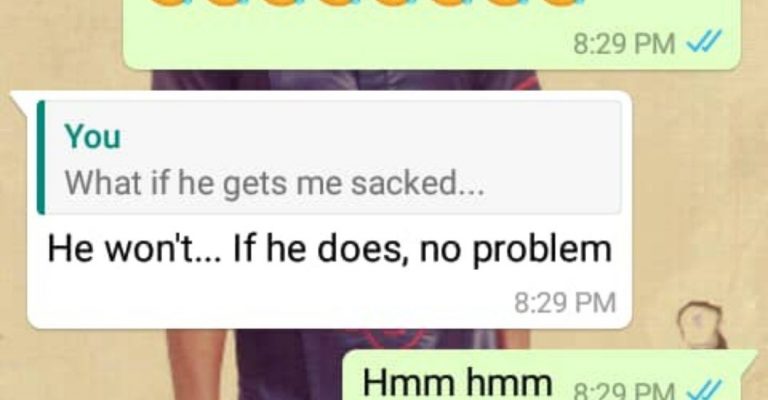 8:29 PM
You
What if he gets me sacked...
He won't... If he does, no problem
8:29 PM
Hmm hmm 8:29 PM